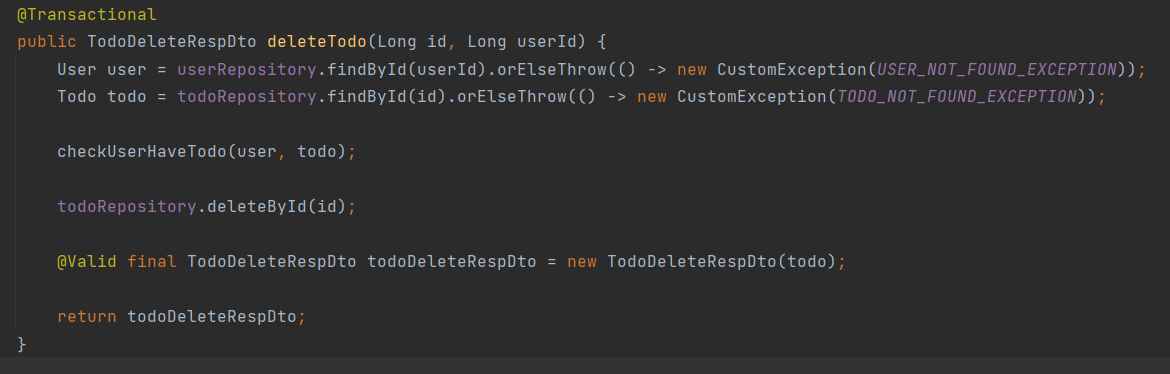 @Transactional
public TodoDeleteRespDto deleteTodo(Long id, Long userId) {
User user = userRepository.findById(userId).orElseThrow(() -> new CustomException(USER_NOT_FOUND_EXCEPTION));
Todo todo = todoRepository.findById(id).orElseThrow(() -> new CustomException(TODO_NOT_FOUND_EXCEPTION));
checkUserHaveTodo(user, todo);
todoRepository.deleteById(id);
@Valid final TodoDeleteRespDto todoDeleteRespDto = new TodoDeleteRespDto(todo);
return todoDeleteRespDto;
}